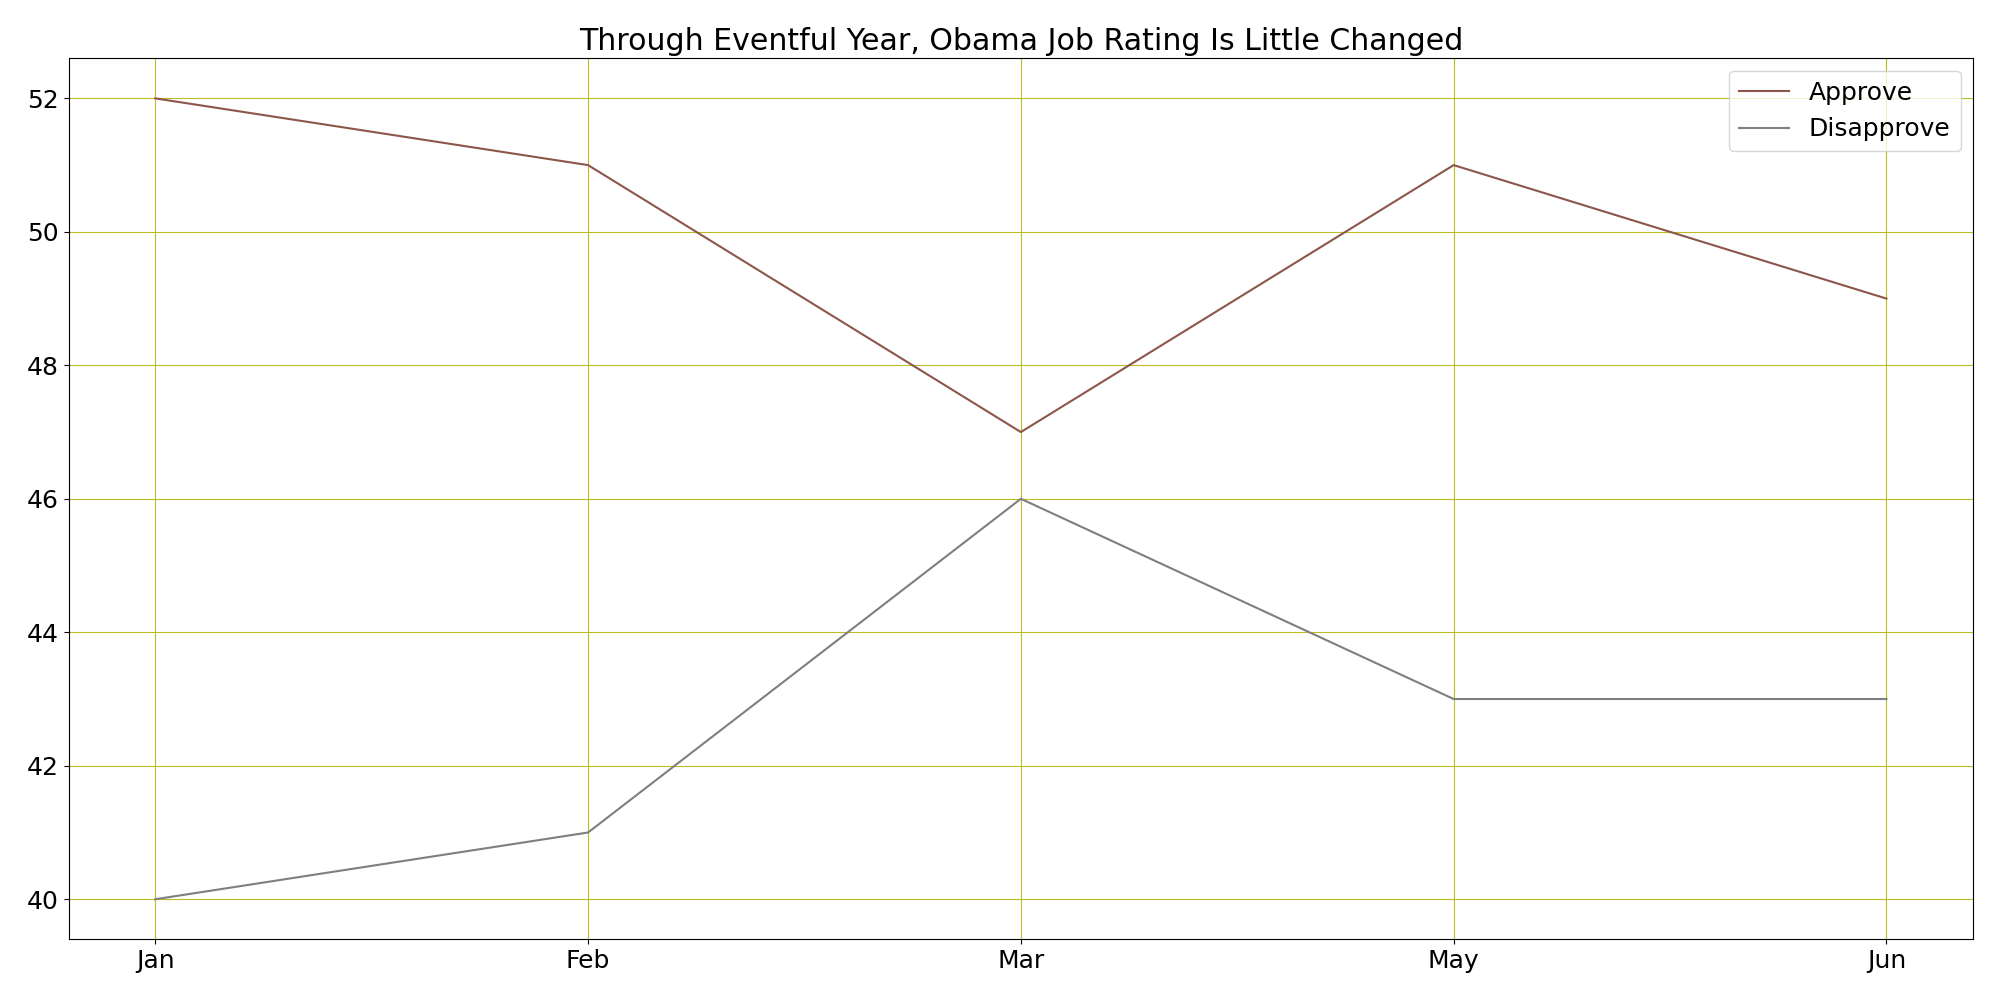 Through Eventful Year, Obama Job Rating Is Little Changed
Approve
Disapprove
52
50
48
46
44
42
40
Jan Feb Mar May Jun